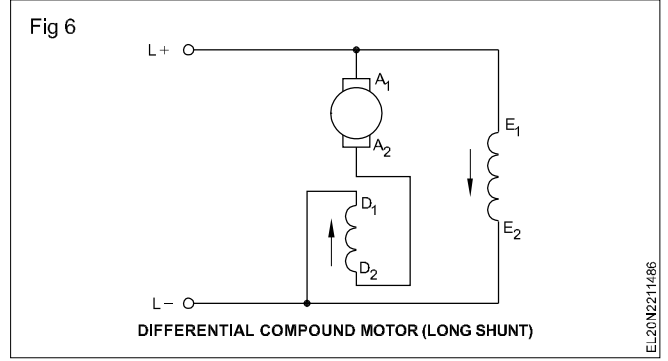 Fig 6
L+
A1
A2
E1
E2
D1
D2
L–
DIFFERENTIAL COMPOUND MOTOR (LONG SHUNT)
EL20N2211486